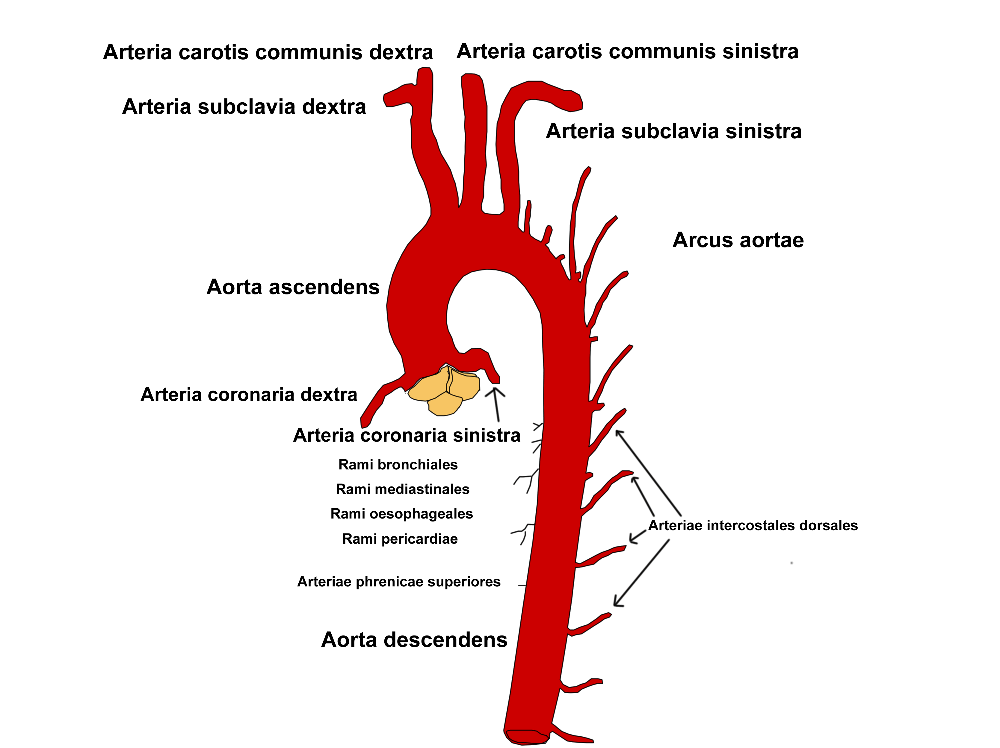 Arteria carotis communis dextra
Arteria carotis communis sinistra
Arteria subclavia dextra
Arteria subclavia sinistra
Arcus aortae
Aorta ascendens
Arteria coronaria dextra
Arteria coronaria sinistra
Rami bronchiales
Rami mediastinales
Rami oesophageales
Arteriae intercostales dorsales
Rami pericardiae
Arteriae phrenicae superiores
Aorta descendens